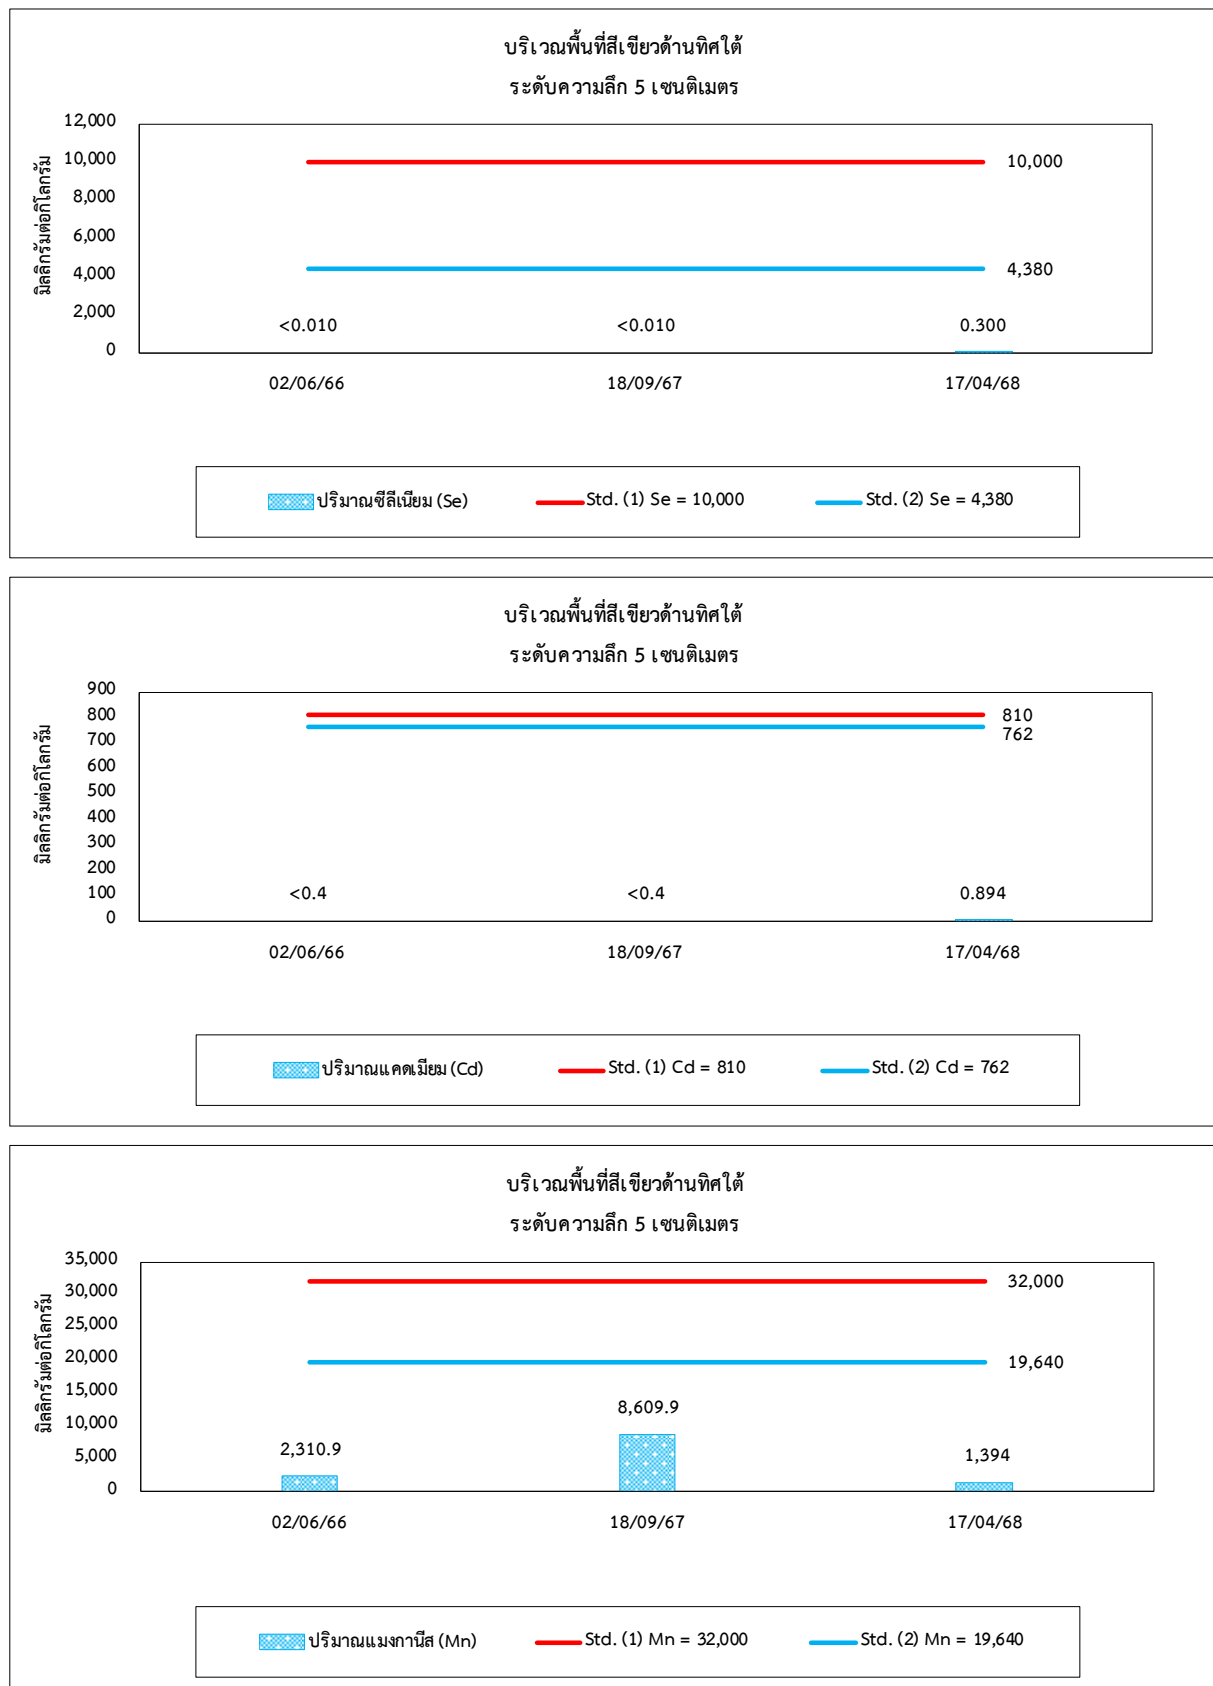 บริเวณพื้นที่สีเขียวด้านทิศใต้
ระดับความลึก 5 เซนติเมตร
มิลลิกรัมต่อกิโลกรัม
12,000
10,000
8,000
6,000
4,000
2,000
0
10,000
4,380
<0.010 <0.010 0.300
02/06/66 18/09/67 17/04/68
ปริมาณซีลีเนียม (Se) Std. (1) Se = 10,000 Std. (2) Se = 4,380
บริเวณพื้นที่สีเขียวด้านทิศใต้
ระดับความลึก 5 เซนติเมตร
มิลลิกรัมต่อกิโลกรัม
900
800
700
600
500
400
300
200
100
0
810
762
<0.4 <0.4 0.894
02/06/66 18/09/67 17/04/68
ปริมาณแคดเมียม (Cd) Std. (1) Cd = 810 Std. (2) Cd = 762
บริเวณพื้นที่สีเขียวด้านทิศใต้
ระดับความลึก 5 เซนติเมตร
มิลลิกรัมต่อกิโลกรัม
35,000
30,000
25,000
20,000
15,000
10,000
5,000
0
32,000
19,640
2,310.9 8,609.9 1,394
02/06/66 18/09/67 17/04/68
ปริมาณแมงกานีส (Mn) Std. (1) Mn = 32,000 Std. (2) Mn = 19,640